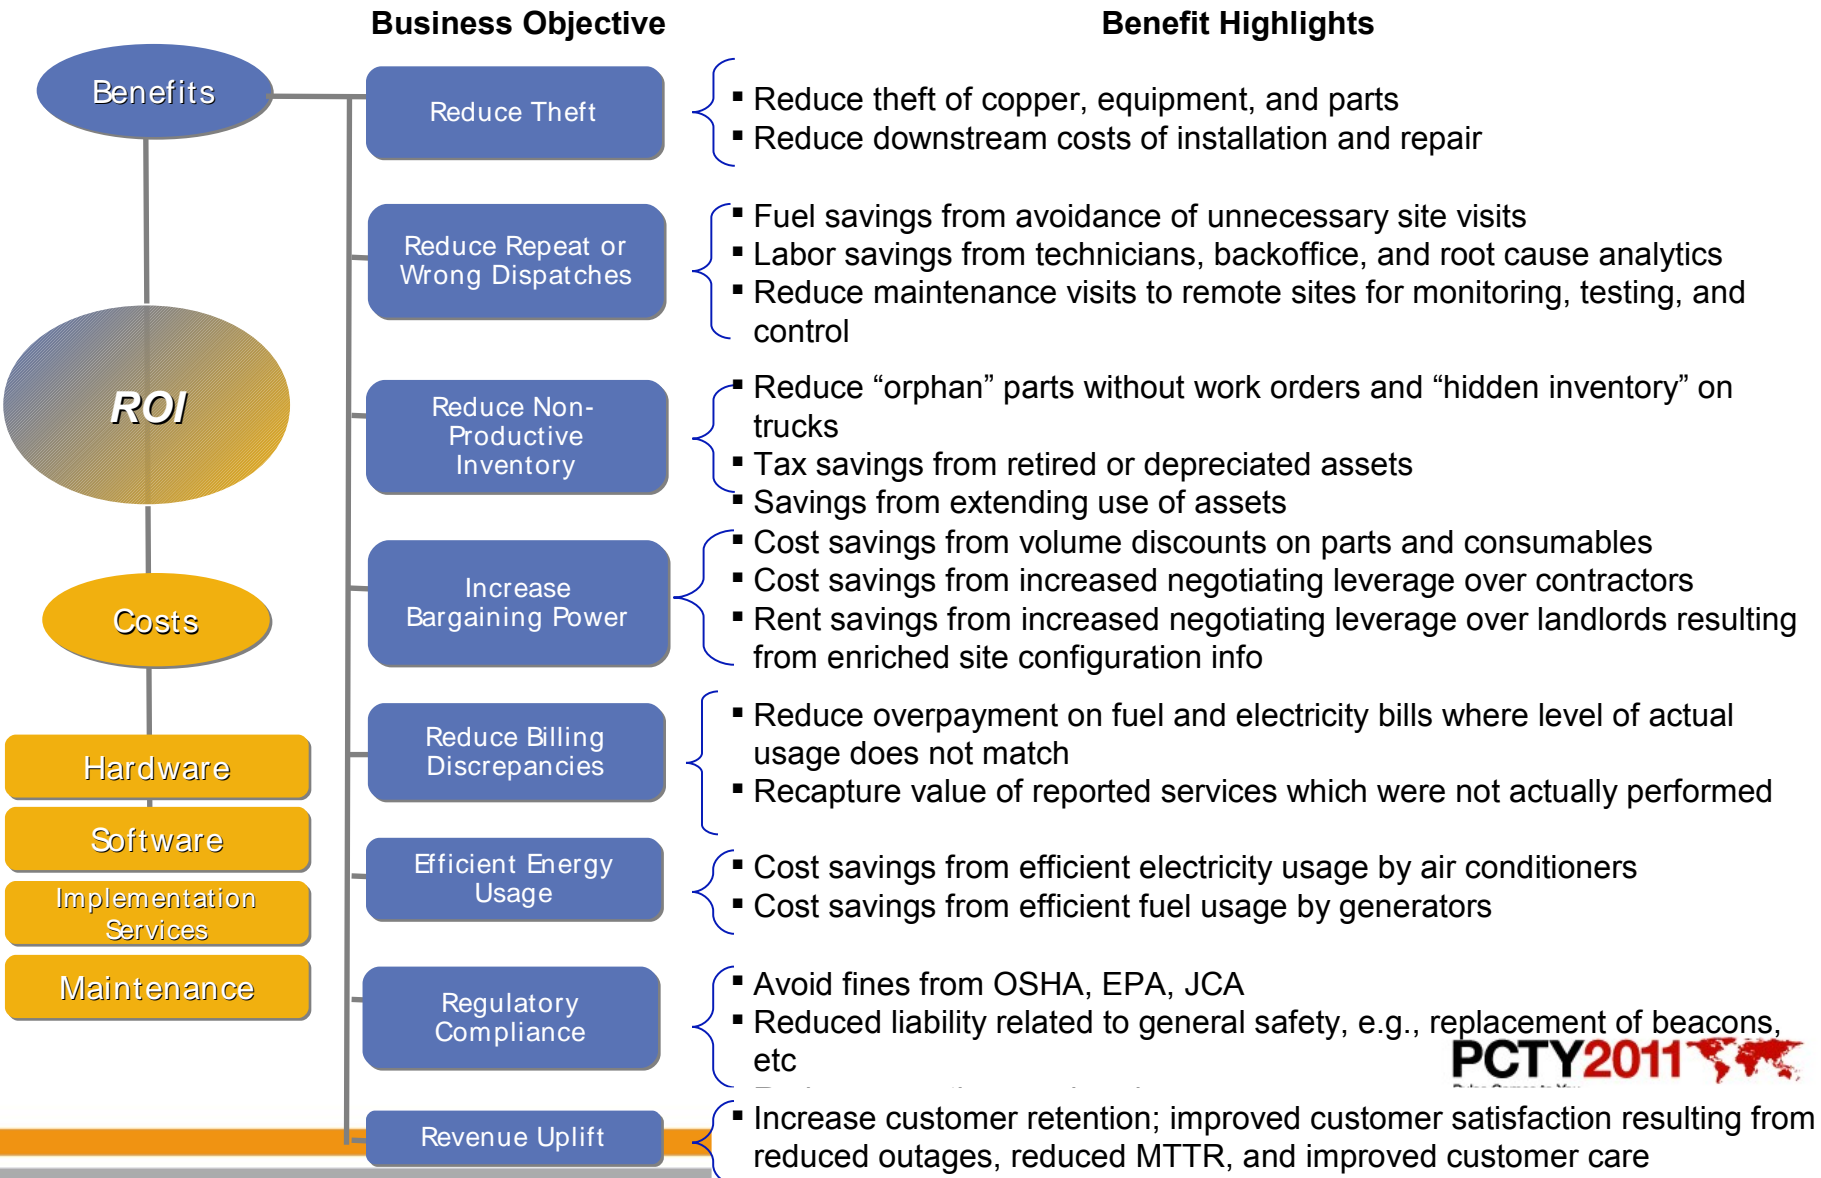 Business Objective
Benefit Highlights
Benefits
ROI
Costs
Hardware
Software
Implementation
Services
Maintenance
Reduce Theft
▪ Reduce theft of copper, equipment, and parts
▪ Reduce downstream costs of installation and repair
Reduce Repeat or
Wrong Dispatches
▪ Fuel savings from avoidance of unnecessary site visits
▪ Labor savings from technicians, backoffice, and root cause analytics
▪ Reduce maintenance visits to remote sites for monitoring, testing, and
control
Reduce Non-
Productive
Inventory
▪ Reduce “orphan” parts without work orders and “hidden inventory” on
trucks
▪ Tax savings from retired or depreciated assets
▪ Savings from extending use of assets
Increase
Bargaining Power
▪ Cost savings from volume discounts on parts and consumables
▪ Cost savings from increased negotiating leverage over contractors
▪ Rent savings from increased negotiating leverage over landlords resulting
from enriched site configuration info
Reduce Billing
Discrepancies
▪ Reduce overpayment on fuel and electricity bills where level of actual
usage does not match
▪ Recapture value of reported services which were not actually performed
Efficient Energy
Usage
▪ Cost savings from efficient electricity usage by air conditioners
▪ Cost savings from efficient fuel usage by generators
Regulatory
Compliance
▪ Avoid fines from OSHA, EPA, JCA
▪ Reduced liability related to general safety, e.g., replacement of beacons,
etc
PCTY2011
Revenue Uplift
▪ Increase customer retention; improved customer satisfaction resulting from
reduced outages, reduced MTTR, and improved customer care